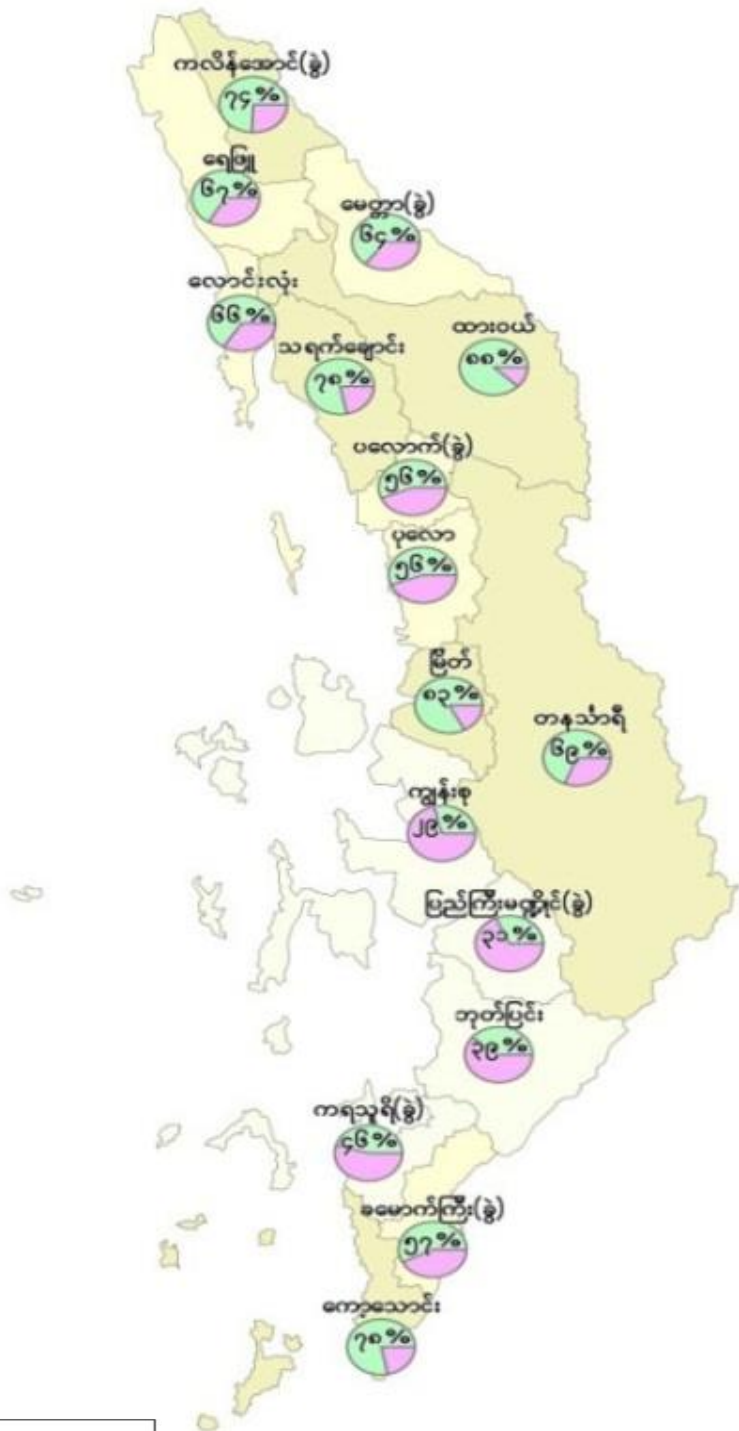 ကလိန်အောင်(ခွဲ)
၇၄%
ရေဖြူ
၆၇%
မေတ္တာ(ခွဲ)
၆၄%
လောင်းလုံး
၆၆%
ထားဝယ်
၈၈%
သရက်ချောင်း
၇၈%
ပလောက်(ခွဲ)
၅၆%
ပုလော
၅၆%
မြိတ်
၈၃%
တနင်္သာရီ
၆၉%
ကျွန်းစု
၂၉%
ပြည်ကြီးမဏ္ဍိုင်(ခွဲ)
၃၁%
ဘုတ်ပြင်း
၃၉%
ကရသူရိ(ခွဲ)
၄၆%
ခမောက်ကြီး(ခွဲ)
၅၇%
ကော့သောင်း
၇၈%